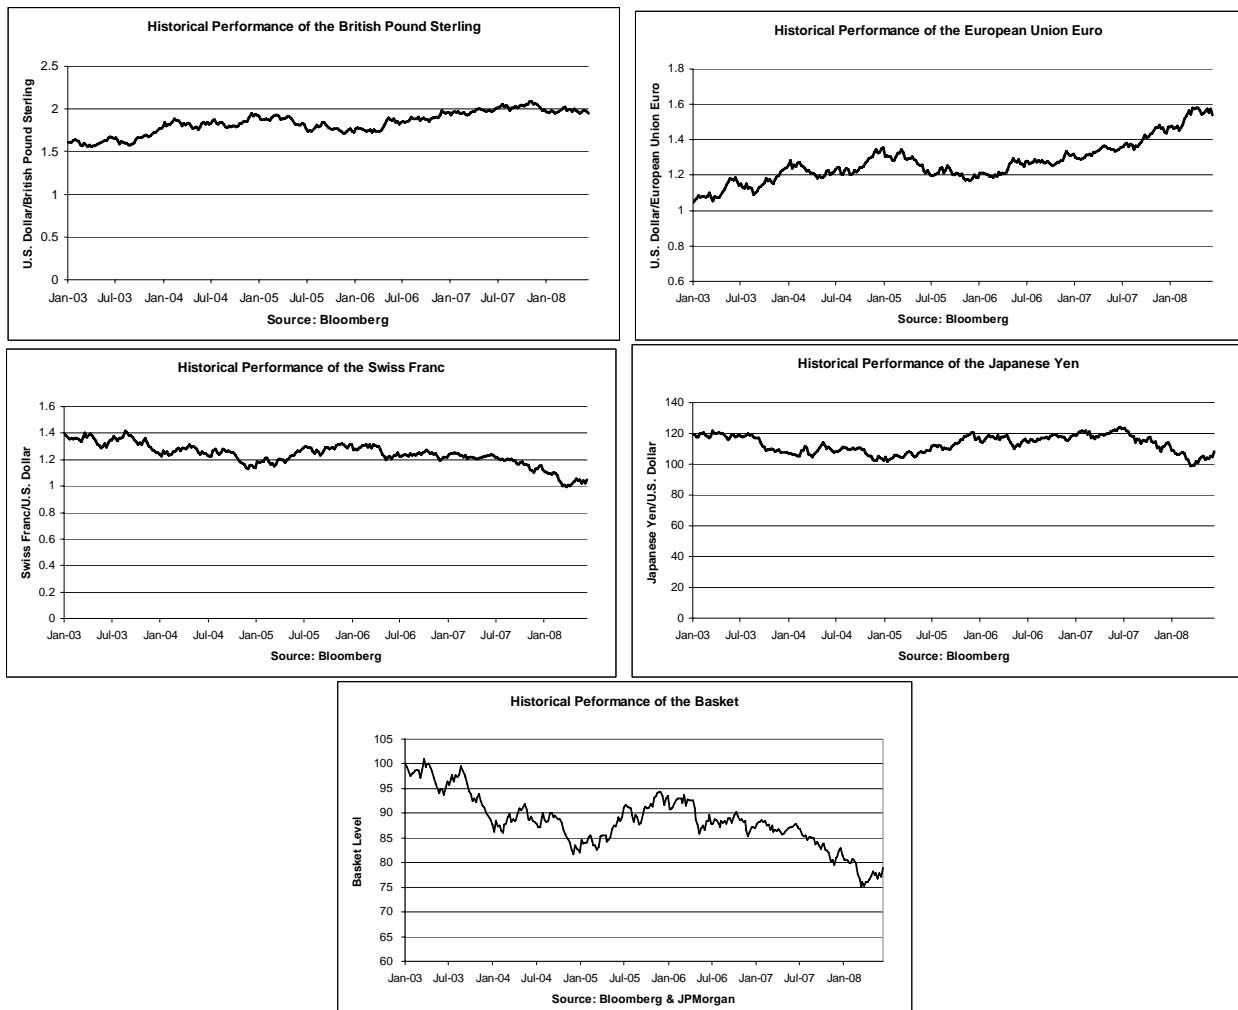 Historical Performance of the British Pound Sterling
U.S. Dollar/British Pound Sterling
2.5
2
1.5
1
0.5
0
Jan-03 Jul-03 Jan-04 Jul-04 Jan-05 Jul-05 Jan-06 Jul-06 Jan-07 Jul-07 Jan-08
Source: Bloomberg
Historical Performance of the European Union Euro
U.S. Dollar/European Union Euro
1.8
1.6
1.4
1.2
1
0.8
0.6
Jan-03 Jul-03 Jan-04 Jul-04 Jan-05 Jul-05 Jan-06 Jul-06 Jan-07 Jul-07 Jan-08
Source: Bloomberg
Historical Performance of the Swiss Franc
Swiss Franc/U.S. Dollar
1.6
1.4
1.2
1
0.8
0.6
0.4
0.2
0
Jan-03 Jul-03 Jan-04 Jul-04 Jan-05 Jul-05 Jan-06 Jul-06 Jan-07 Jul-07 Jan-08
Source: Bloomberg
Historical Performance of the Japanese Yen
Japanese Yen/U.S. Dollar
140
120
100
80
60
40
20
0
Jan-03 Jul-03 Jan-04 Jul-04 Jan-05 Jul-05 Jan-06 Jul-06 Jan-07 Jul-07 Jan-08
Source: Bloomberg
Historical Peformance of the Basket
Basket Level
105
100
95
90
85
80
75
70
65
60
Jan-03 Jul-03 Jan-04 Jul-04 Jan-05 Jul-05 Jan-06 Jul-06 Jan-07 Jul-07 Jan-08
Source: Bloomberg & JPMorgan